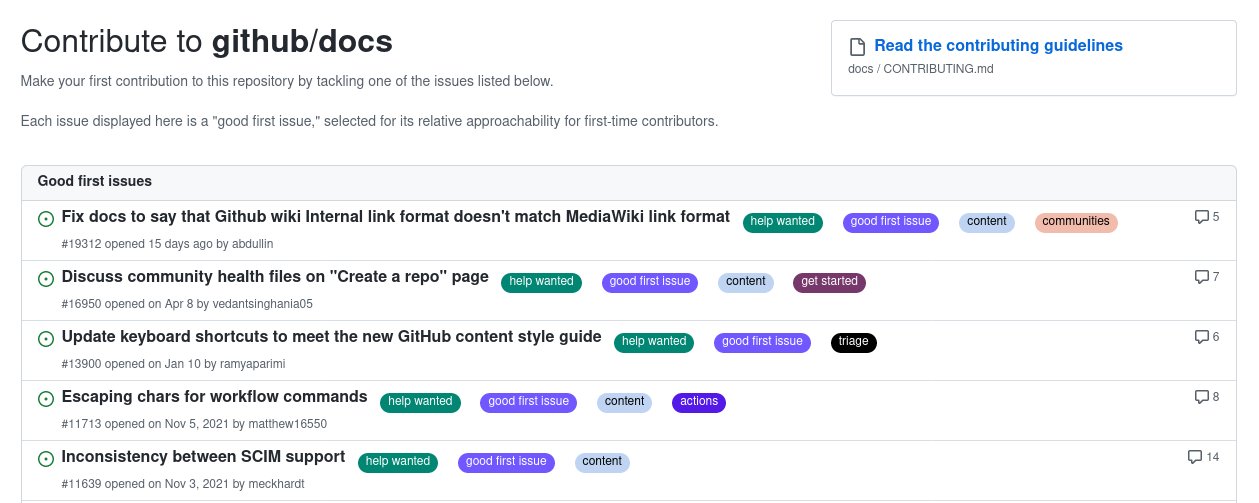 Contribute to github/docs
Read the contributing guidelines
docs / CONTRIBUTING.md
Make your first contribution to this repository by tackling one of the issues listed below.
Each issue displayed here is a "good first issue," selected for its relative approachability for first-time contributors.
Good first issues
Fix docs to say that Github wiki Internal link format doesn't match MediaWiki link format help wanted good first issue content communities 5
#19312 opened 15 days ago by abdullin
Discuss community health files on "Create a repo" page help wanted good first issue content get started 7
#16950 opened on Apr 8 by vedantsinghania05
Update keyboard shortcuts to meet the new GitHub content style guide help wanted good first issue triage 6
#13900 opened on Jan 10 by ramyaparimi
Escaping chars for workflow commands help wanted good first issue content actions 8
#11713 opened on Nov 5, 2021 by matthew16550
Inconsistency between SCIM support help wanted good first issue content 14
#11639 opened on Nov 3, 2021 by meckhardt